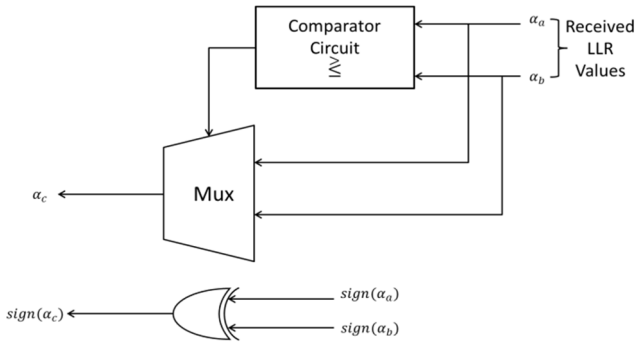 Comparator
Circuit
≷
=
α_a
α_b
Received
LLR
Values
Mux
α_c
sign(α_a)
sign(α_b)
sign(α_c)